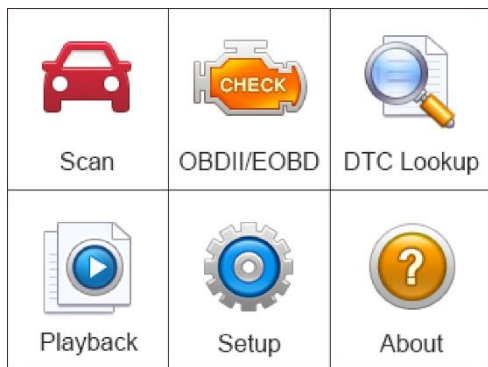 CHECK
Scan
OBDII/EOBD
DTC Lookup
?
Playback
Setup
About